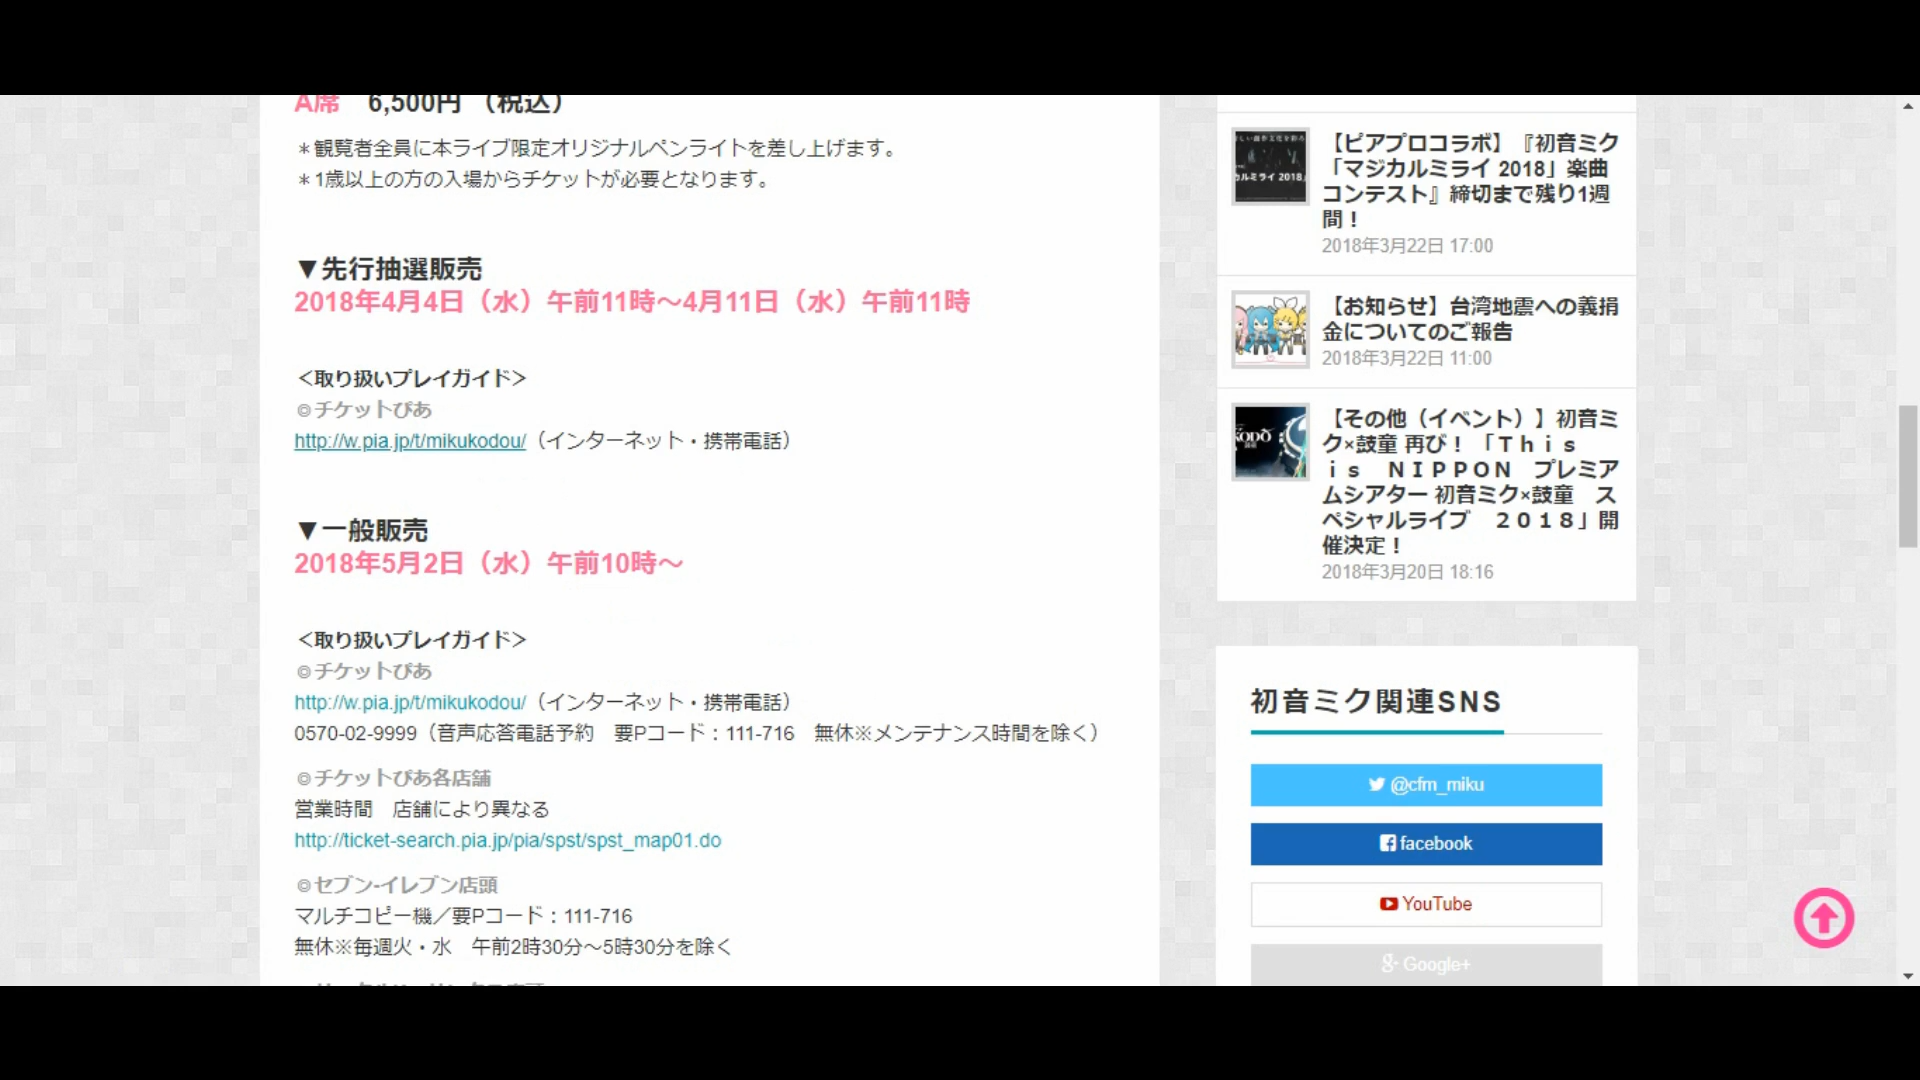 A席　6,500円 （税込）
＊観覧者全員に本ライブ限定オリジナルペンライトを差し上げます。
＊1歳以上の方の入場からチケットが必要となります。
▼先行抽選販売
2018年4月4日（水）午前11時～4月11日（水）午前11時
＜取り扱いプレイガイド＞
◎チケットぴあ
http://w.pia.jp/t/mikukodou/（インターネット・携帯電話）
▼一般販売
2018年5月2日（水）午前10時～
＜取り扱いプレイガイド＞
◎チケットぴあ
http://w.pia.jp/t/mikukodou/（インターネット・携帯電話）
0570-02-9999（音声応答電話予約　要Pコード：111-716　無休※メンテナンス時間を除く）
◎チケットぴあ各店舗
営業時間　店舗により異なる
http://ticket-search.pia.jp/pia/spst/spst_map01.do
◎セブン-イレブン店頭
マルチコピー機／要Pコード：111-716
無休※毎週火・水　午前2時30分～5時30分を除く
【ピアプロコラボ】『初音ミク
「マジカルミライ 2018」楽曲
コンテスト』締切まで残り1週
間！
2018年3月22日 17:00
【お知らせ】台湾地震への義捐
金についてのご報告
2018年3月22日 11:00
【その他（イベント）】初音ミ
ク×鼓童 再び！「Ｔｈｉｓ
ｉｓ　ＮＩＰＰＯＮ　プレミア
ムシアター 初音ミク×鼓童　ス
ペシャルライブ　２０１８」開
催決定！
2018年3月20日 18:16
初音ミク関連SNS
@cfm_miku
facebook
YouTube
Google+